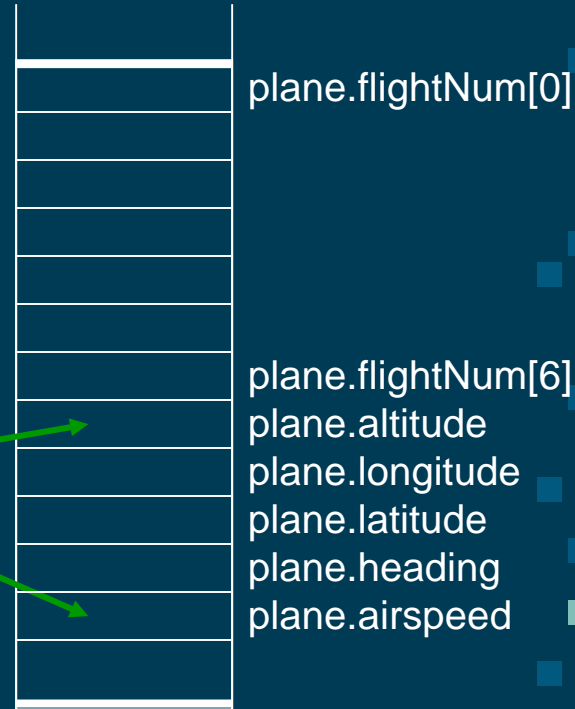 plane.flightNum[0]
plane.flightNum[6]
plane.altitude
plane.longitude
plane.latitude
plane.heading
plane.airspeed